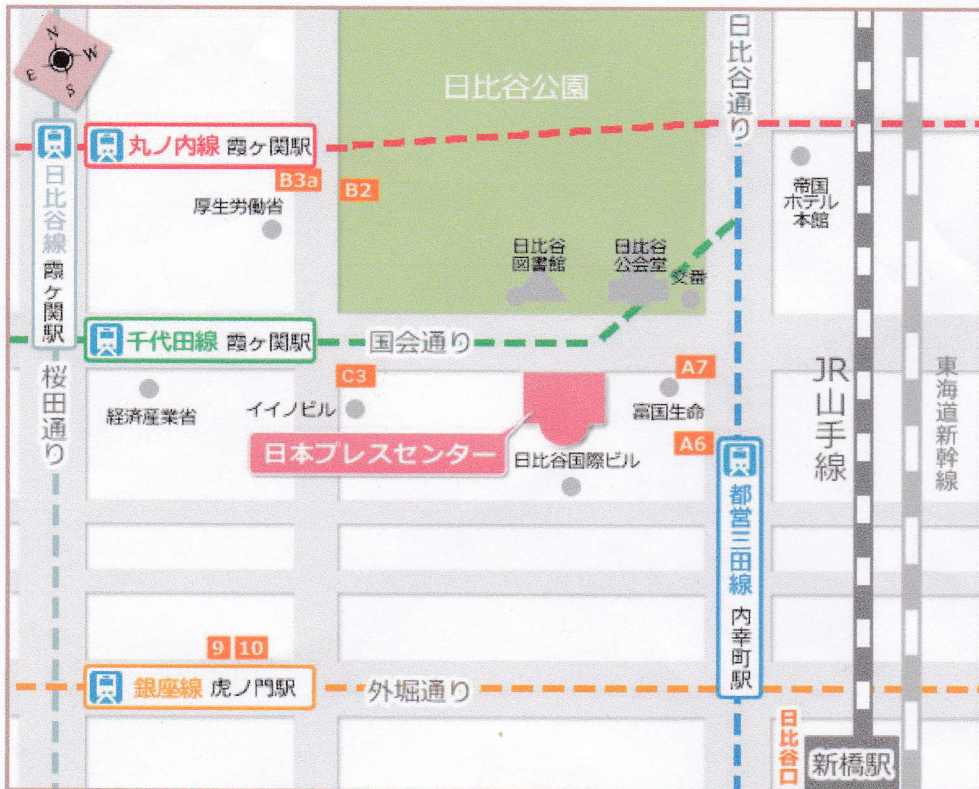 N
W
E
S
日比谷公園
日比谷通り
丸ノ内線 霞ヶ関駅
B3a
B2
厚生労働省
帝国
ホテル
本館
日比谷線 霞ヶ関駅
日比谷
図書館
日比谷
公会堂
交番
千代田線 霞ヶ関駅
国会通り
桜田通り
C3
A7
JR山手線
東海道新幹線
経済産業省
イイノビル
富国生命
日本プレスセンター
A6
日比谷国際ビル
都営三田線 内幸町駅
9
10
銀座線 虎ノ門駅
外堀通り
日比谷口
新橋駅